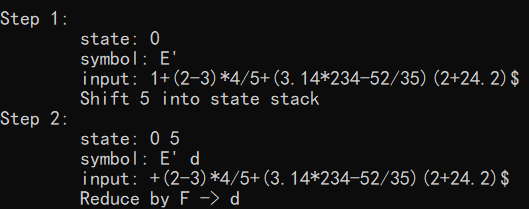 Step 1:
state: 0
symbol: E'
input: 1+(2-3)*4/5+(3.14*234-52/35)(2+24.2)$
Shift 5 into state stack
Step 2:
state: 0 5
symbol: E' d
input: +(2-3)*4/5+(3.14*234-52/35)(2+24.2)$
Reduce by F -> d